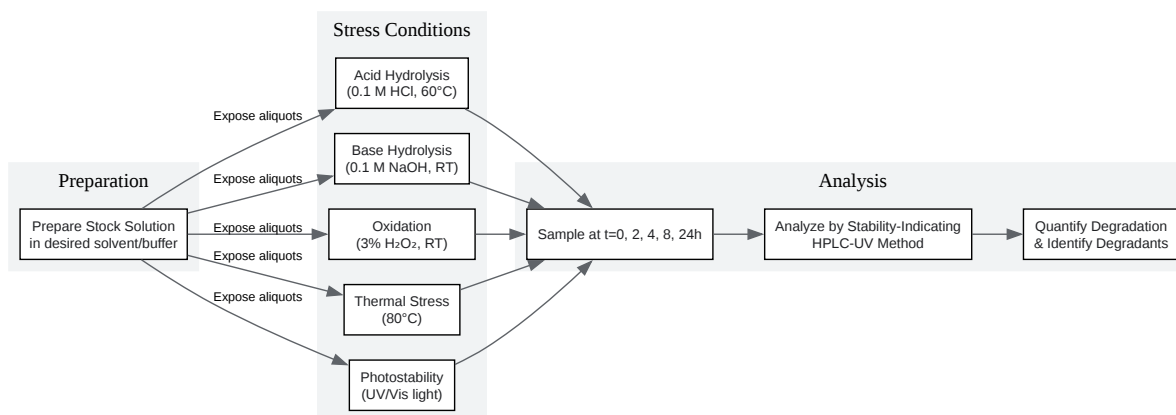 Preparation
Prepare Stock Solution
in desired solvent/buffer
Expose aliquots
Expose aliquots
Expose aliquots
Expose aliquots
Expose aliquots
Stress Conditions
Acid Hydrolysis
(0.1 M HCl, 60°C)
Base Hydrolysis
(0.1 M NaOH, RT)
Oxidation
(3% H₂O₂, RT)
Thermal Stress
(80°C)
Photostability
(UV/Vis light)
Analysis
Sample at t=0, 2, 4, 8, 24h
Analyze by Stability-Indicating
HPLC-UV Method
Quantify Degradation
& Identify Degradants